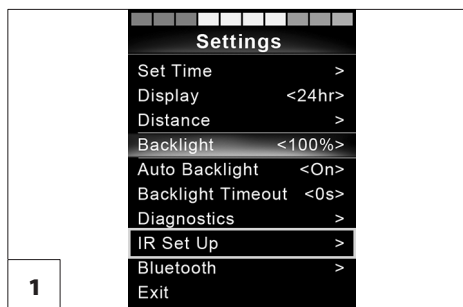 Settings
Set Time >
Display <24hr>
Distance >
Backlight <100%>
Auto Backlight <On>
Backlight Timeout <0s>
Diagnostics >
IR Set Up >
Bluetooth >
Exit
1